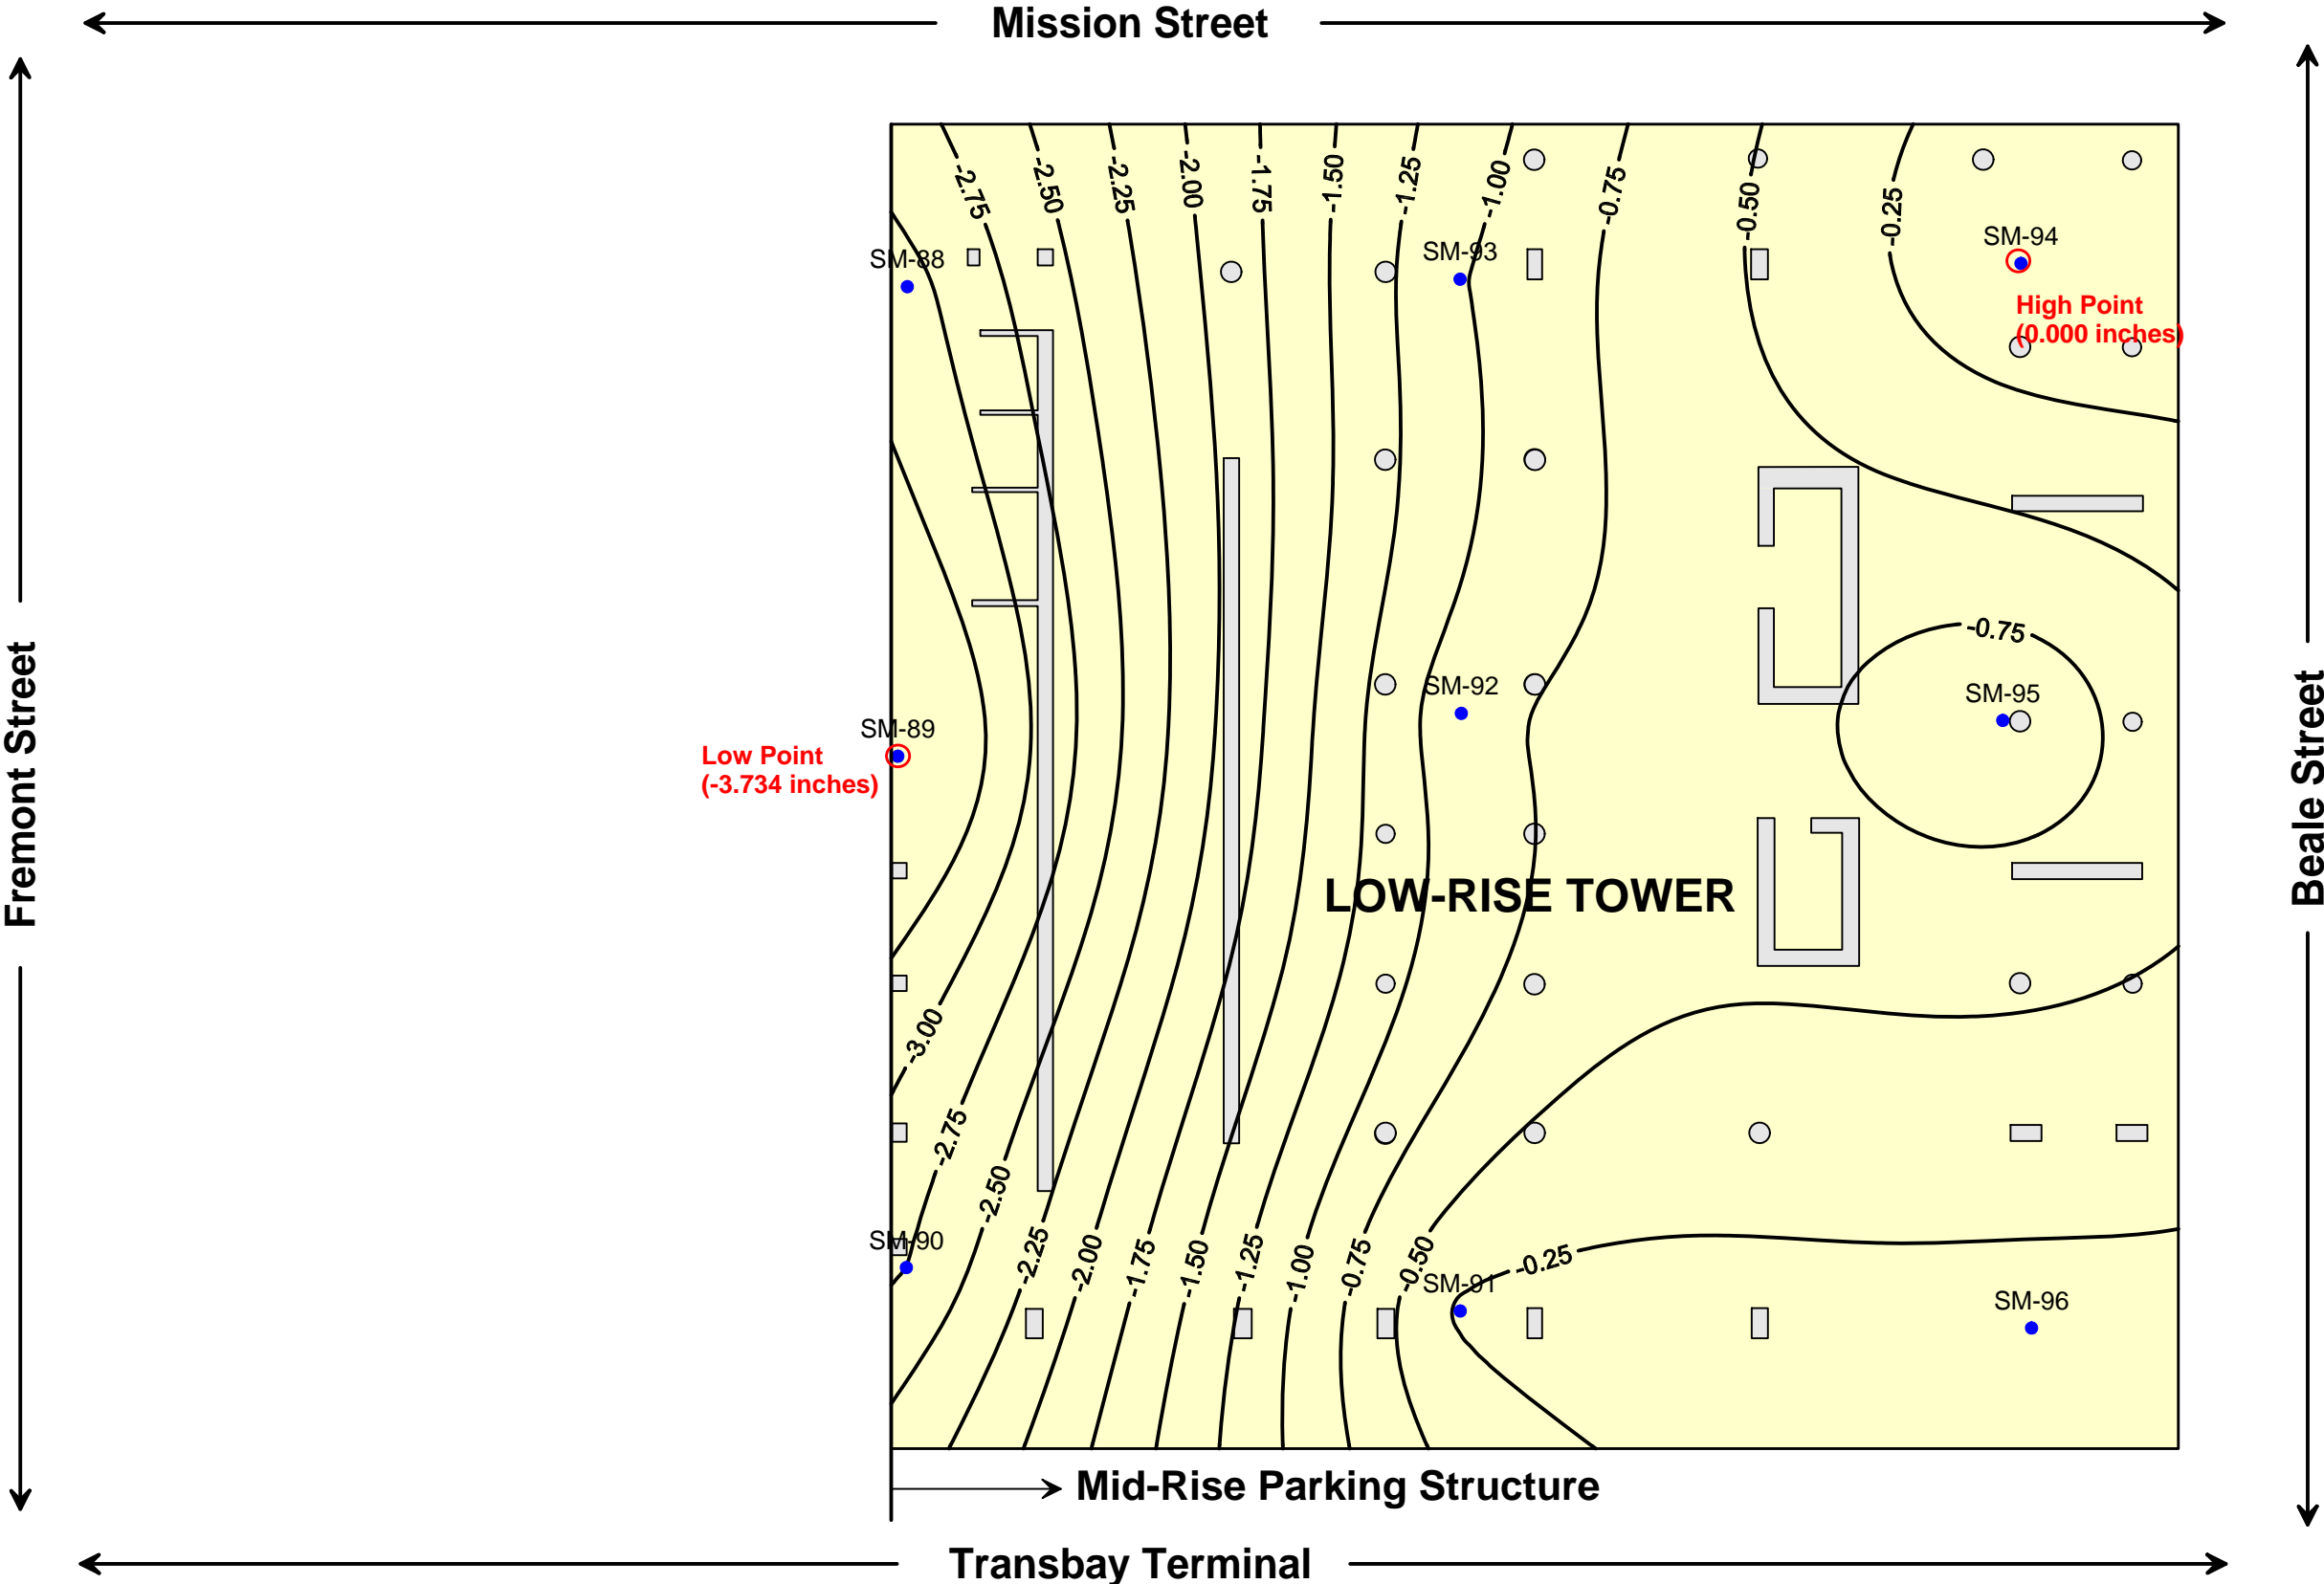 Mission Street
-2.75
-2.50
-2.25
-2.00
-1.75
-1.50
-1.25
-1.00
-0.75
-0.50
-0.25
SM-88
SM-93
SM-94
High Point
(0.000 inches)
-0.75
SM-92
SM-95
SM-89
Low Point
(-3.734 inches)
Fremont Street
Beale Street
LOW-RISE TOWER
-3.00
-2.75
-2.50
SM-90
-2.25
-2.00
-1.75
-1.50
-1.25
-1.00
-0.75
-0.50
-0.25
SM-91
SM-96
Mid-Rise Parking Structure
Transbay Terminal